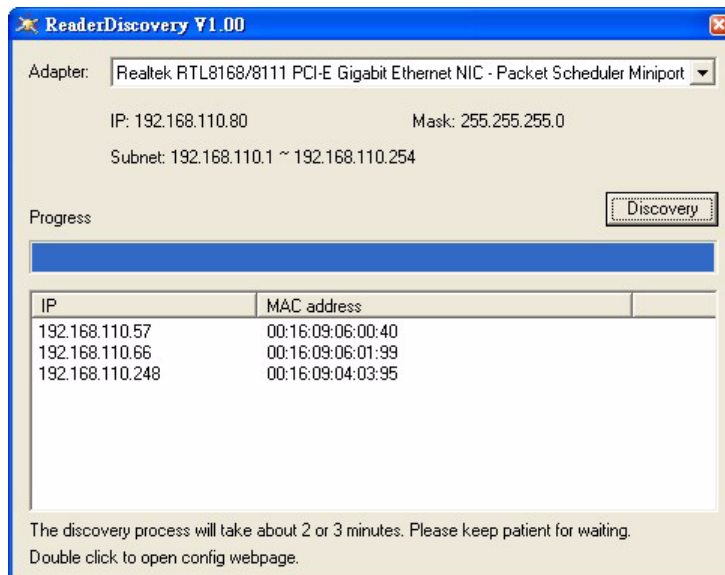 ReaderDiscovery V1.00
Adapter: Realtek RTL8168/8111 PCI-E Gigabit Ethernet NIC - Packet Scheduler Miniport
IP: 192.168.110.80 Mask: 255.255.255.0
Subnet: 192.168.110.1 ~ 192.168.110.254
Discovery
Progress
IP MAC address
192.168.110.57 00:16:09:06:00:40
192.168.110.66 00:16:09:06:01:99
192.168.110.248 00:16:09:04:03:95
The discovery process will take about 2 or 3 minutes. Please keep patient for waiting.
Double click to open config webpage.